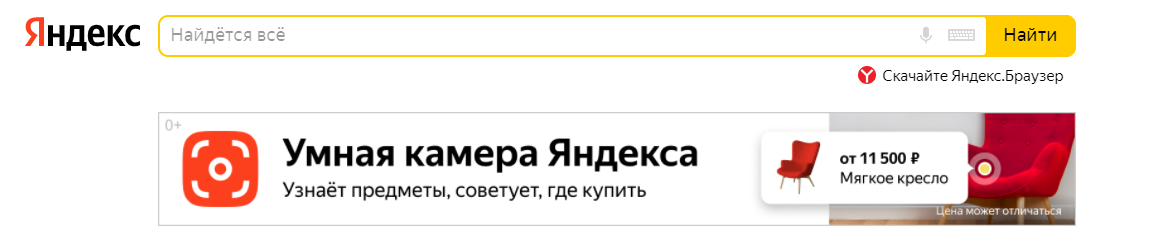 Яндекс
Найдётся всё
Найти
Скачайте Яндекс.Браузер
0+
Умная камера Яндекса
Узнаёт предметы, советует, где купить
от 11 500 ₽
Мягкое кресло
Цена может отличаться